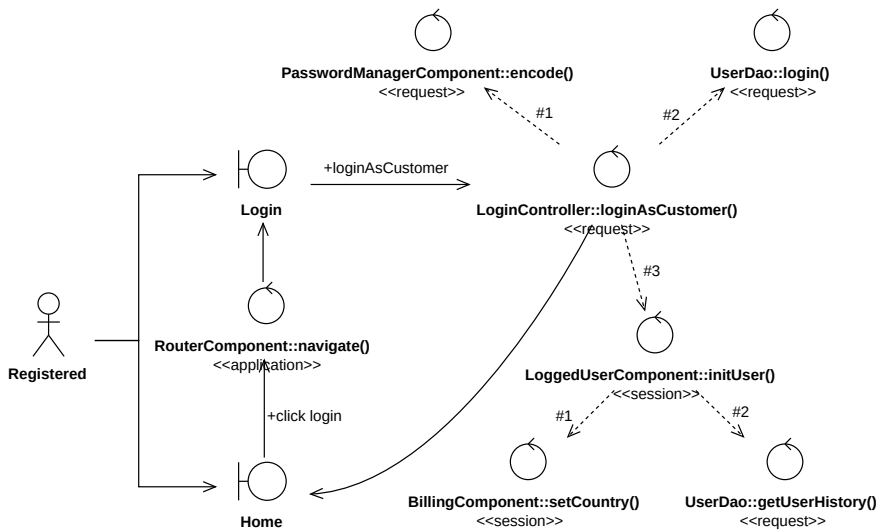 PasswordManagerComponent::encode()
<<request>>
UserDao::login()
<<request>>
#1
#2
+loginAsCustomer
Login
LoginController::loginAsCustomer()
<<request>>
#3
RouterComponent::navigate()
<<application>>
Registered
LoggedUserComponent::initUser()
<<session>>
+click login
#1
#2
BillingComponent::setCountry()
<<session>>
UserDao::getUserHistory()
<<request>>
Home